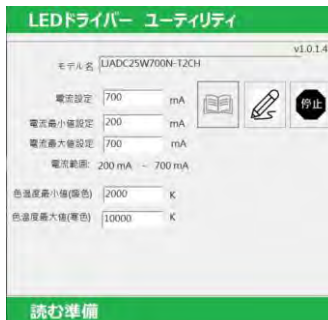 LEDドライバー ユーティリティ
v1.0.1.4
モデル名 UADC25W700N-T2CH
電流設定 700 mA
停止
電流最小値設定 200 mA
電流最大値設定 700 mA
電流範囲: 200 mA ~ 700 mA
色温度最小値(暖色) 2000 K
色温度最大値(寒色) 10000 K
読む準備